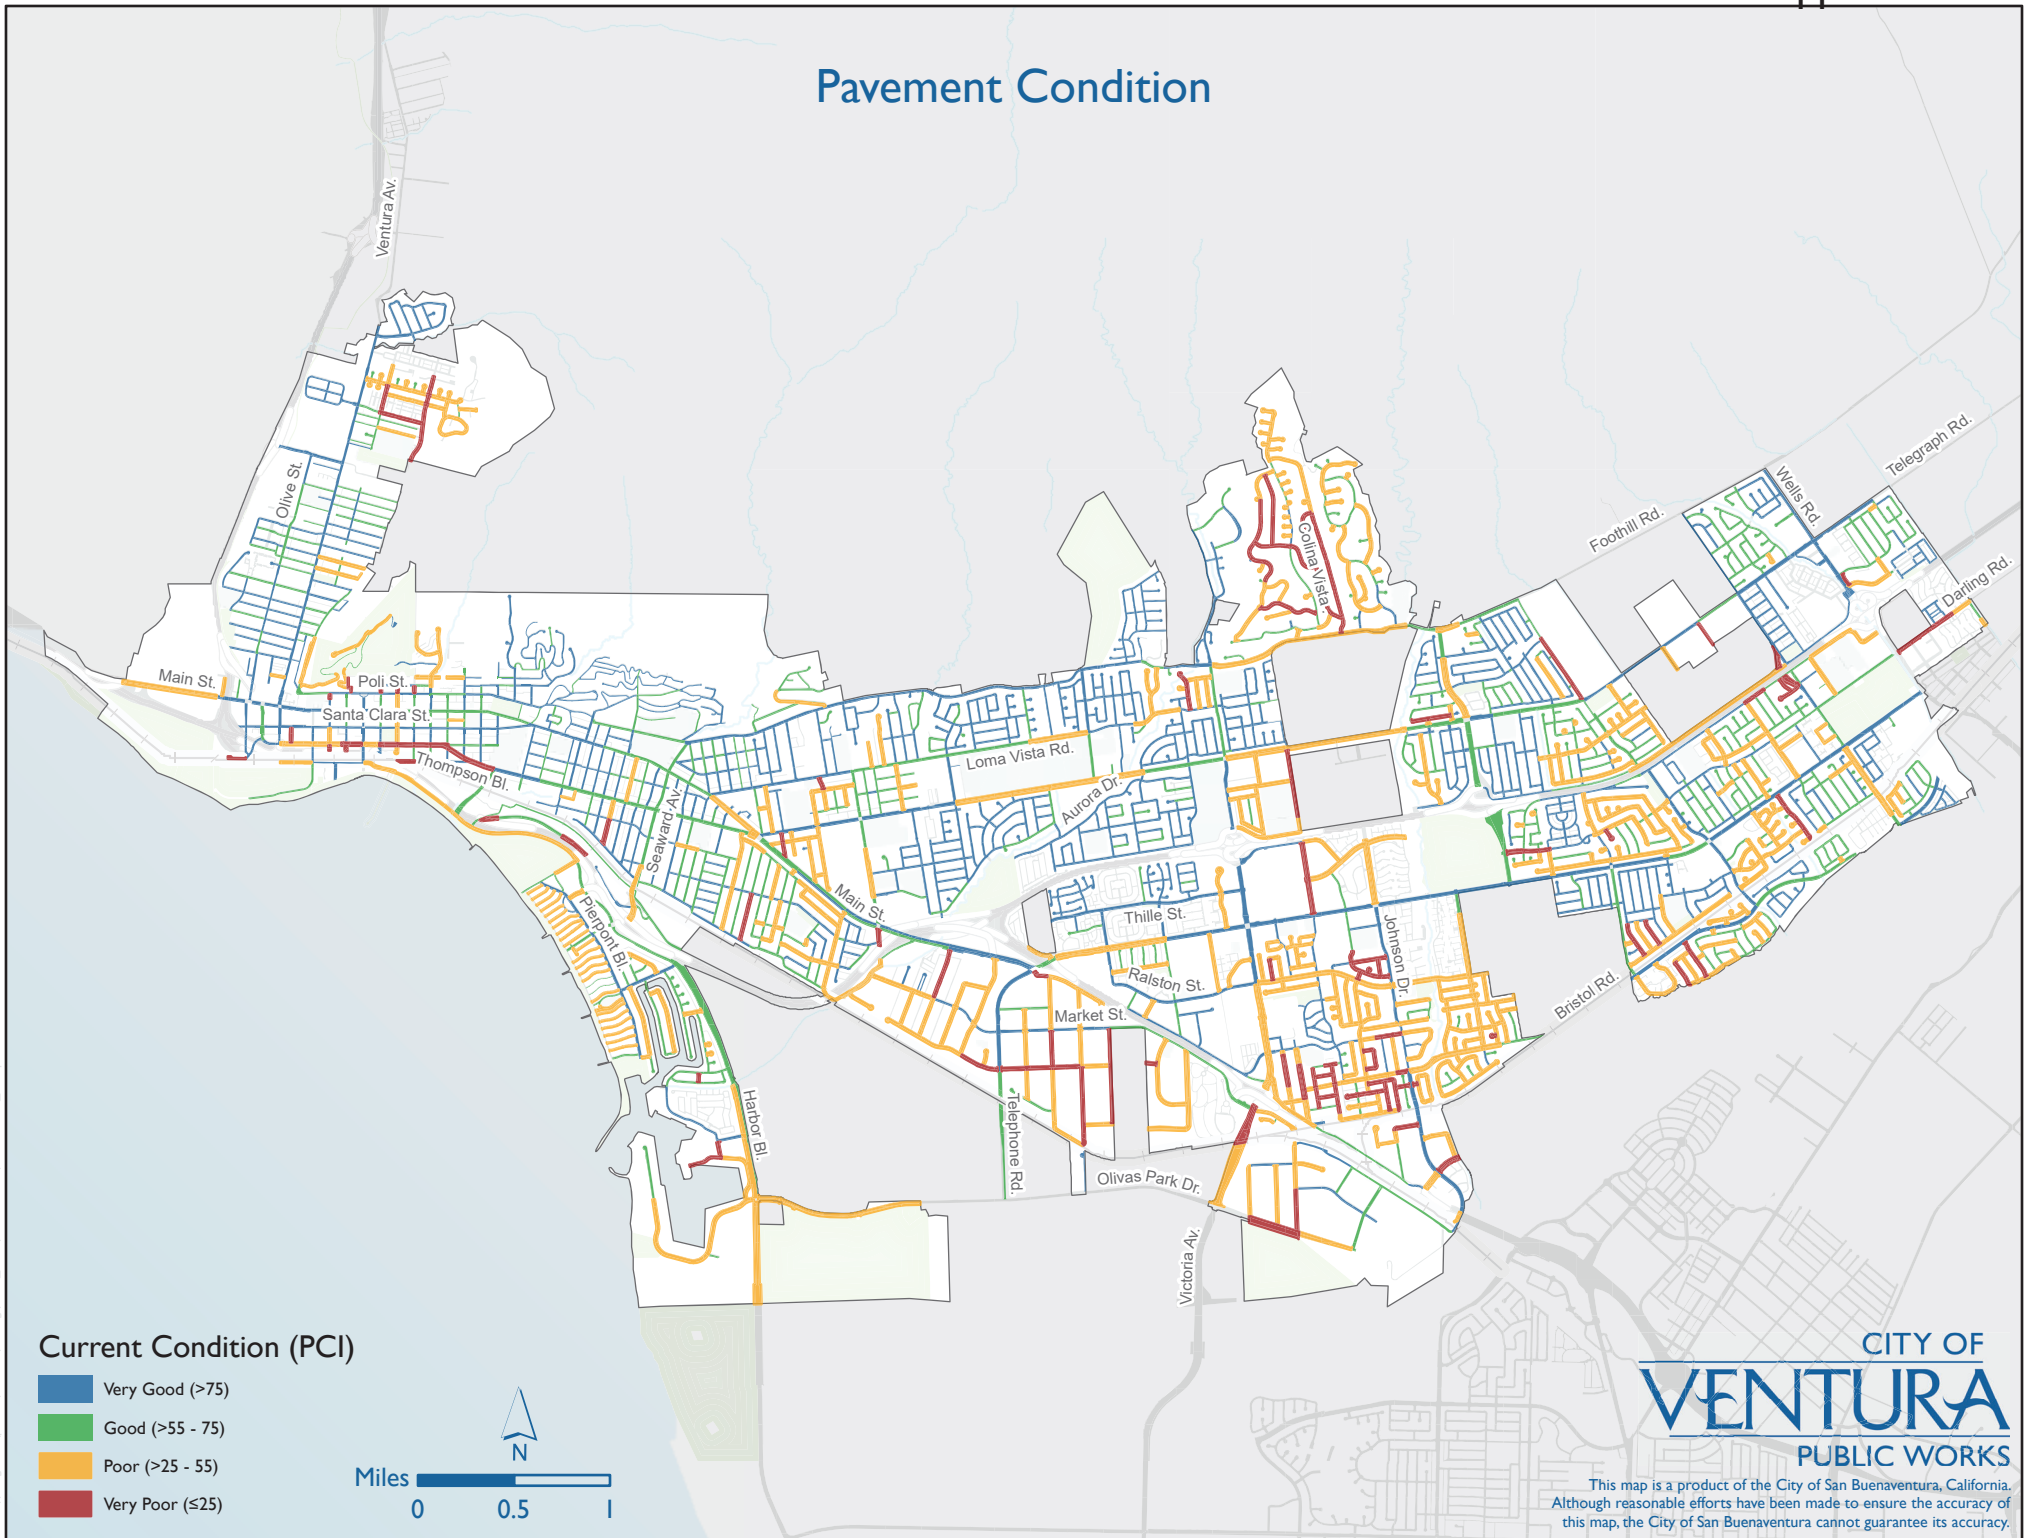 Pavement Condition
Ventura Av.
Olive St.
Main St.
Poli St.
Santa Clara St.
Thompson Bl.
Seaward Av.
Loma Vista Rd.
Aurora Dr.
Main St.
Pierpont Bl.
Thille St.
Ralston St.
Market St.
Johnson Dr.
Colina Vista
Foothill Rd.
Wells Rd.
Telegraph Rd.
Darling Rd.
Bristol Rd.
Harbor Bl.
Telephone Rd.
Olivas Park Dr.
Victoria Av.
Current Condition (PCI)
Very Good (>75)
Good (>55 - 75)
Poor (>25 - 55)
Very Poor (≤25)
N
Miles
0 0.5 1
CITY OF
VENTURA
PUBLIC WORKS
This map is a product of the City of San Buenaventura, California.
Although reasonable efforts have been made to ensure the accuracy of
this map, the City of San Buenaventura cannot guarantee its accuracy.